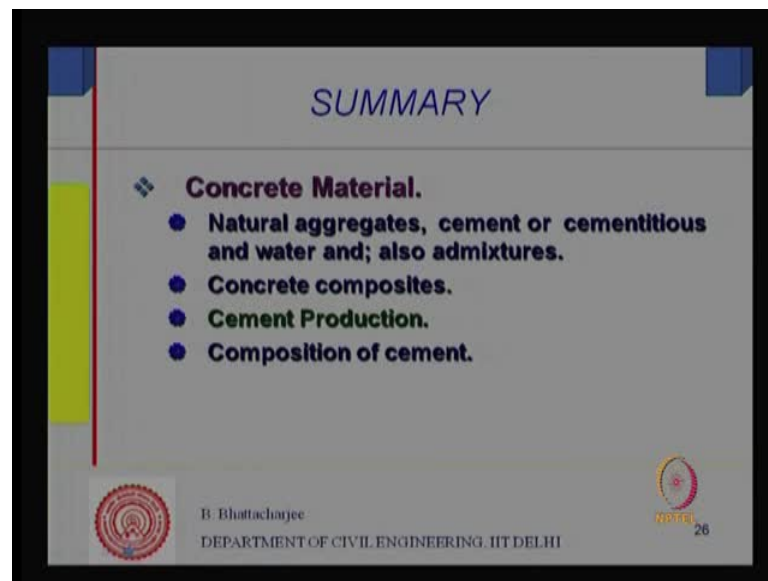 SUMMARY
Concrete Material.
Natural aggregates, cement or cementitious
and water and; also admixtures.
Concrete composites.
Cement Production.
Composition of cement.
B. Bhattacharjee
DEPARTMENT OF CIVIL ENGINEERING, IIT DELHI
NPTEL
26